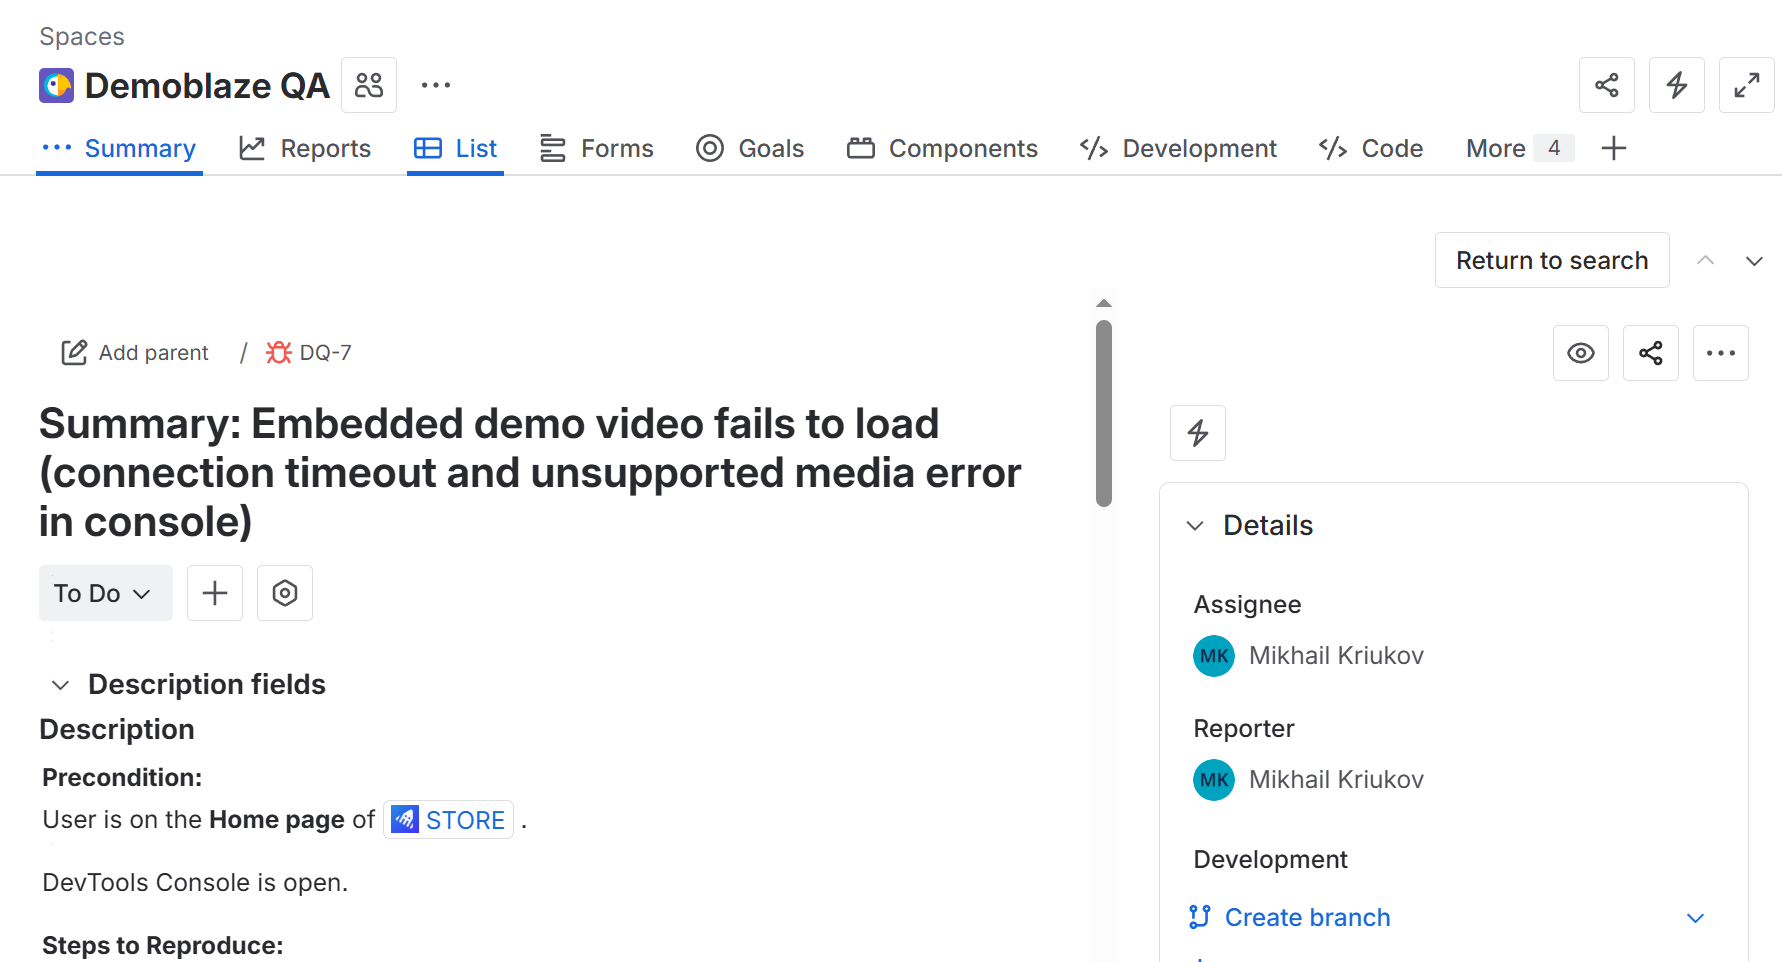 Spaces
Demoblaze QA
Summary Reports List Forms Goals Components Development Code More 4
Return to search
Add parent / DQ-7
Summary: Embedded demo video fails to load
(connection timeout and unsupported media error
in console)
To Do
Description fields
Description
Precondition:
User is on the Home page of STORE .
DevTools Console is open.
Steps to Reproduce:
Details
Assignee
MK Mikhail Kriukov
Reporter
MK Mikhail Kriukov
Development
Create branch